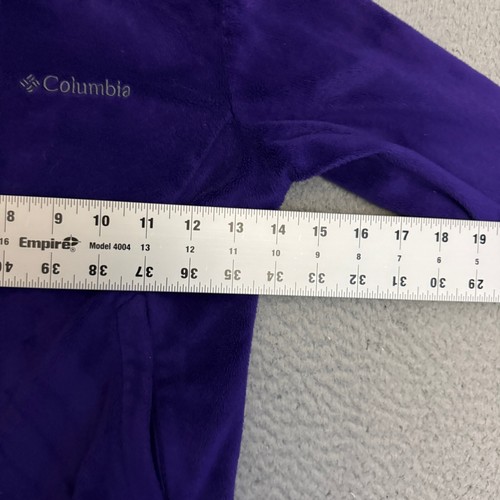 Columbia
8 9 10 11 12 13 14 15 16 17 18 19
16 Empire Model 4004 13 12 11 10 9 8 7 6 5
40 39 38 37 36 35 34 33 32 31 30 29